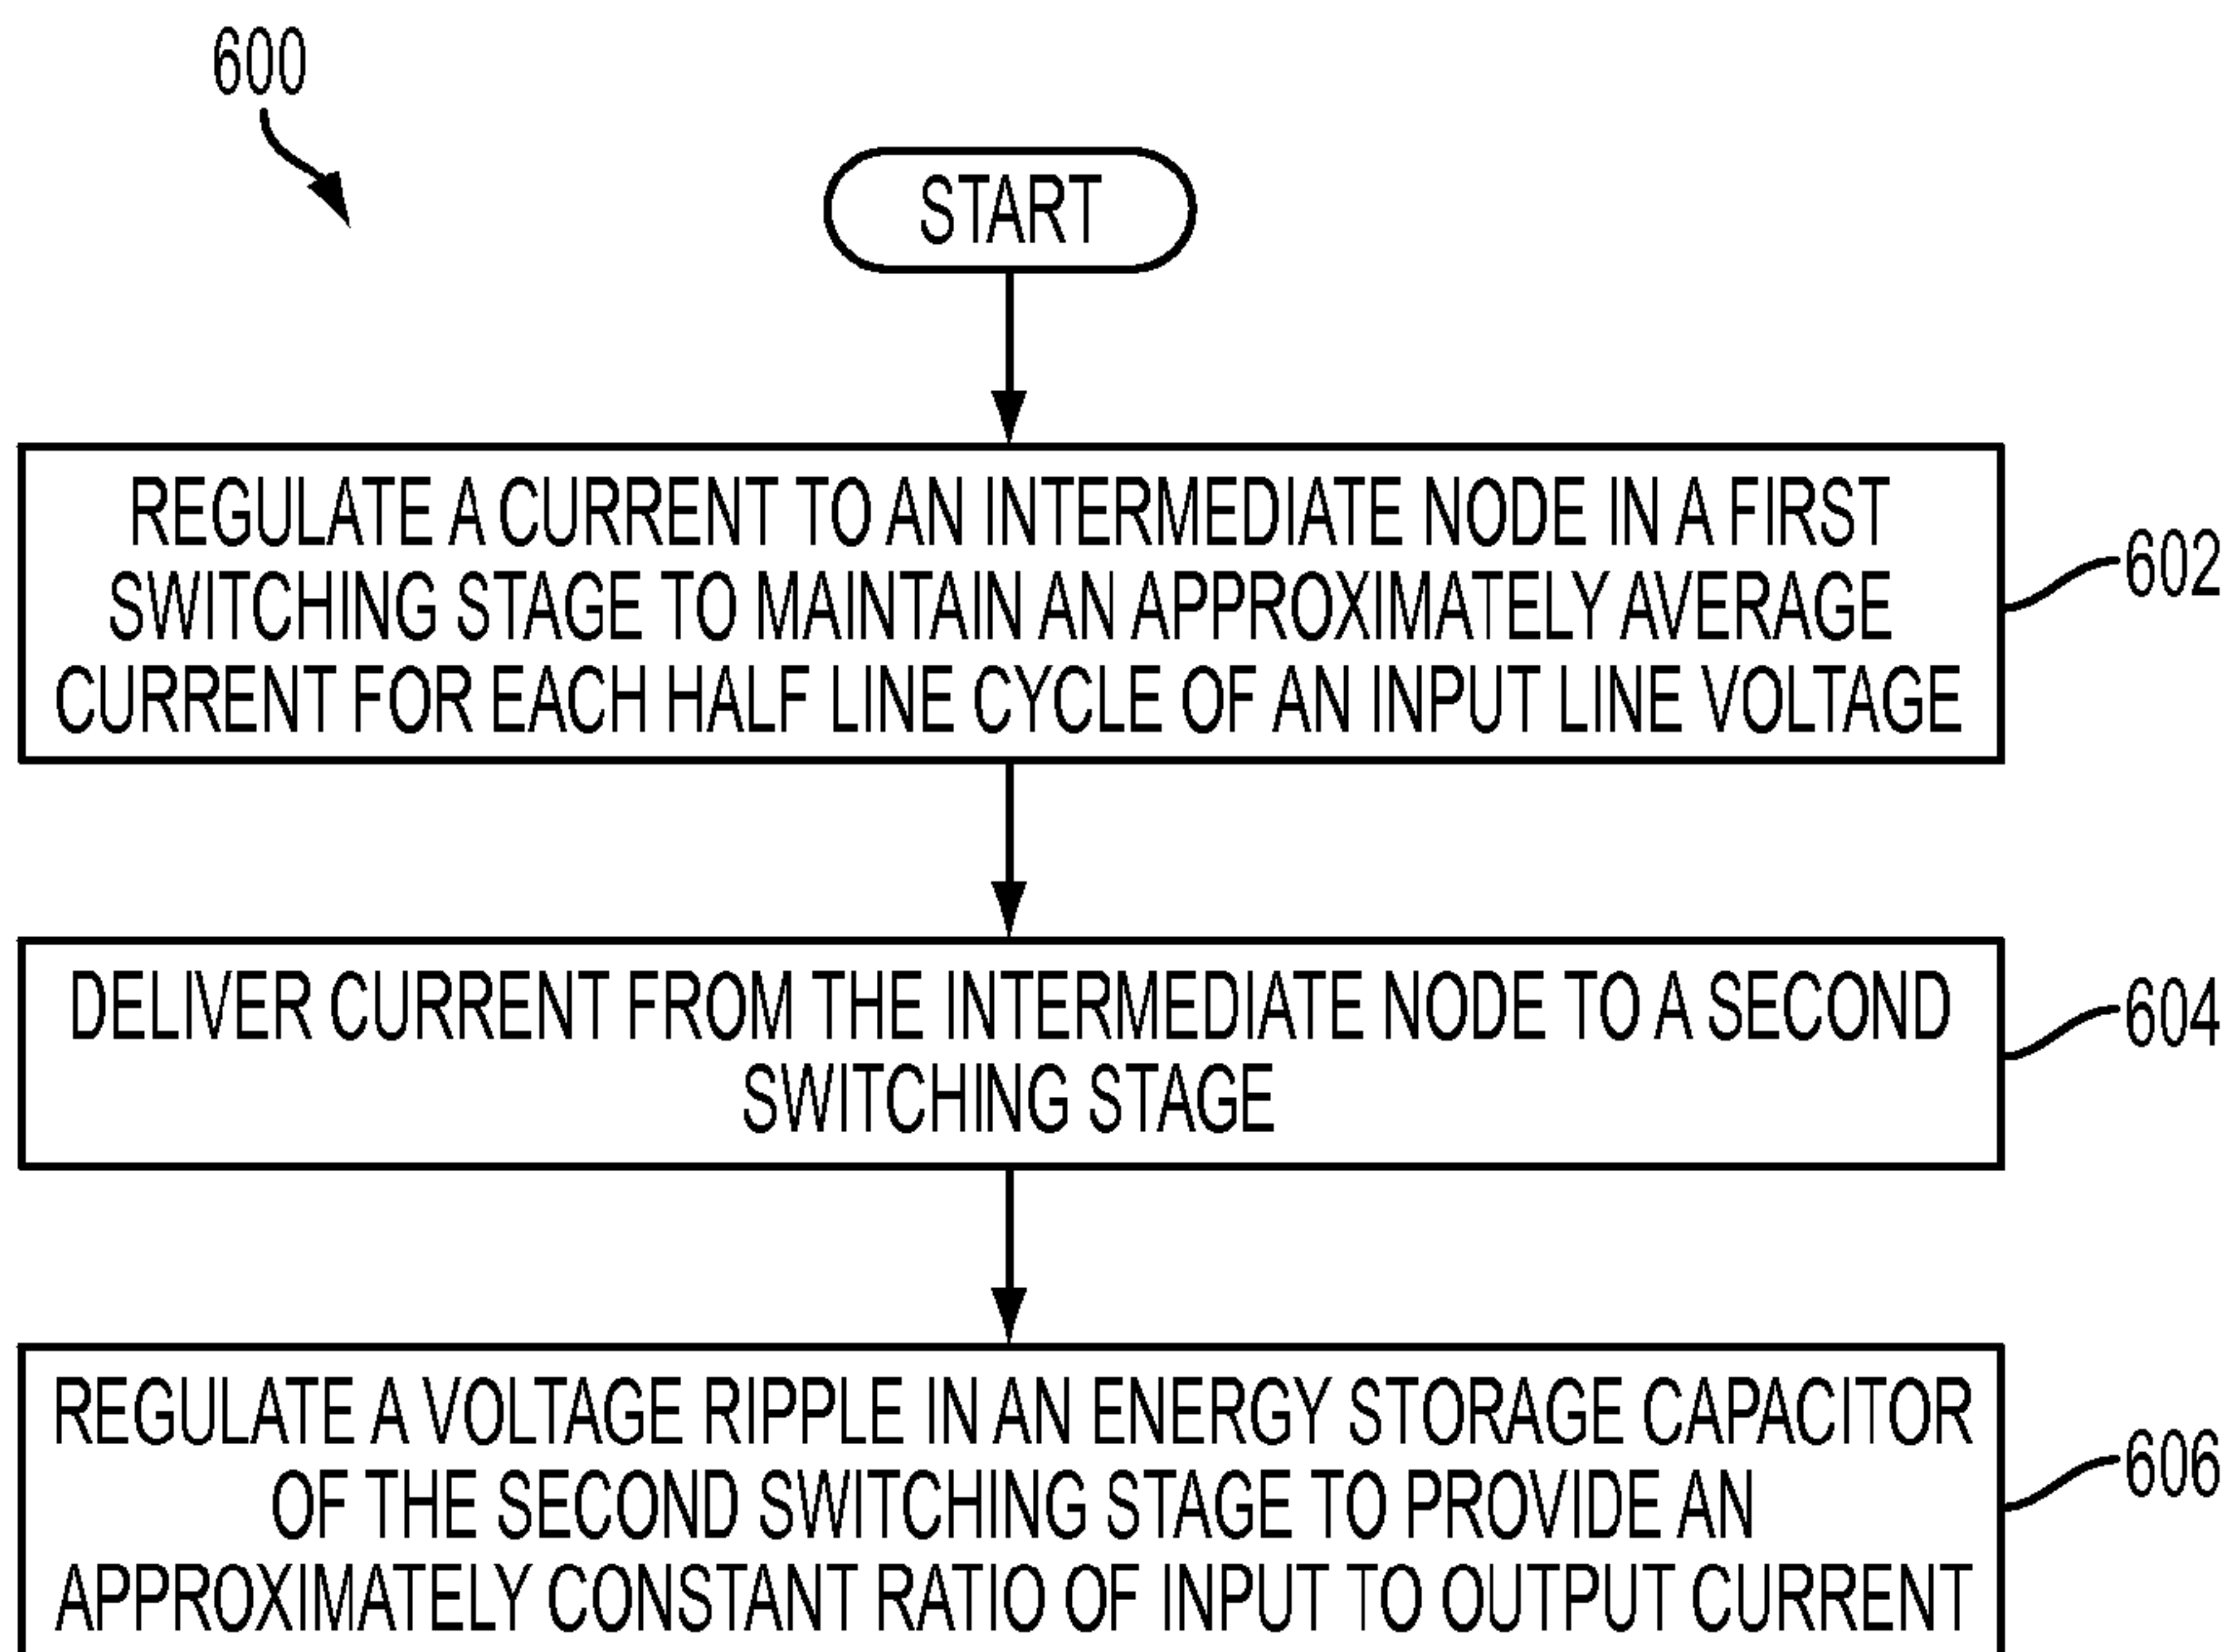 600
START
REGULATE A CURRENT TO AN INTERMEDIATE NODE IN A FIRST
SWITCHING STAGE TO MAINTAIN AN APPROXIMATELY AVERAGE
CURRENT FOR EACH HALF LINE CYCLE OF AN INPUT LINE VOLTAGE
602
DELIVER CURRENT FROM THE INTERMEDIATE NODE TO A SECOND
SWITCHING STAGE
604
REGULATE A VOLTAGE RIPPLE IN AN ENERGY STORAGE CAPACITOR
OF THE SECOND SWITCHING STAGE TO PROVIDE AN
APPROXIMATELY CONSTANT RATIO OF INPUT TO OUTPUT CURRENT
606